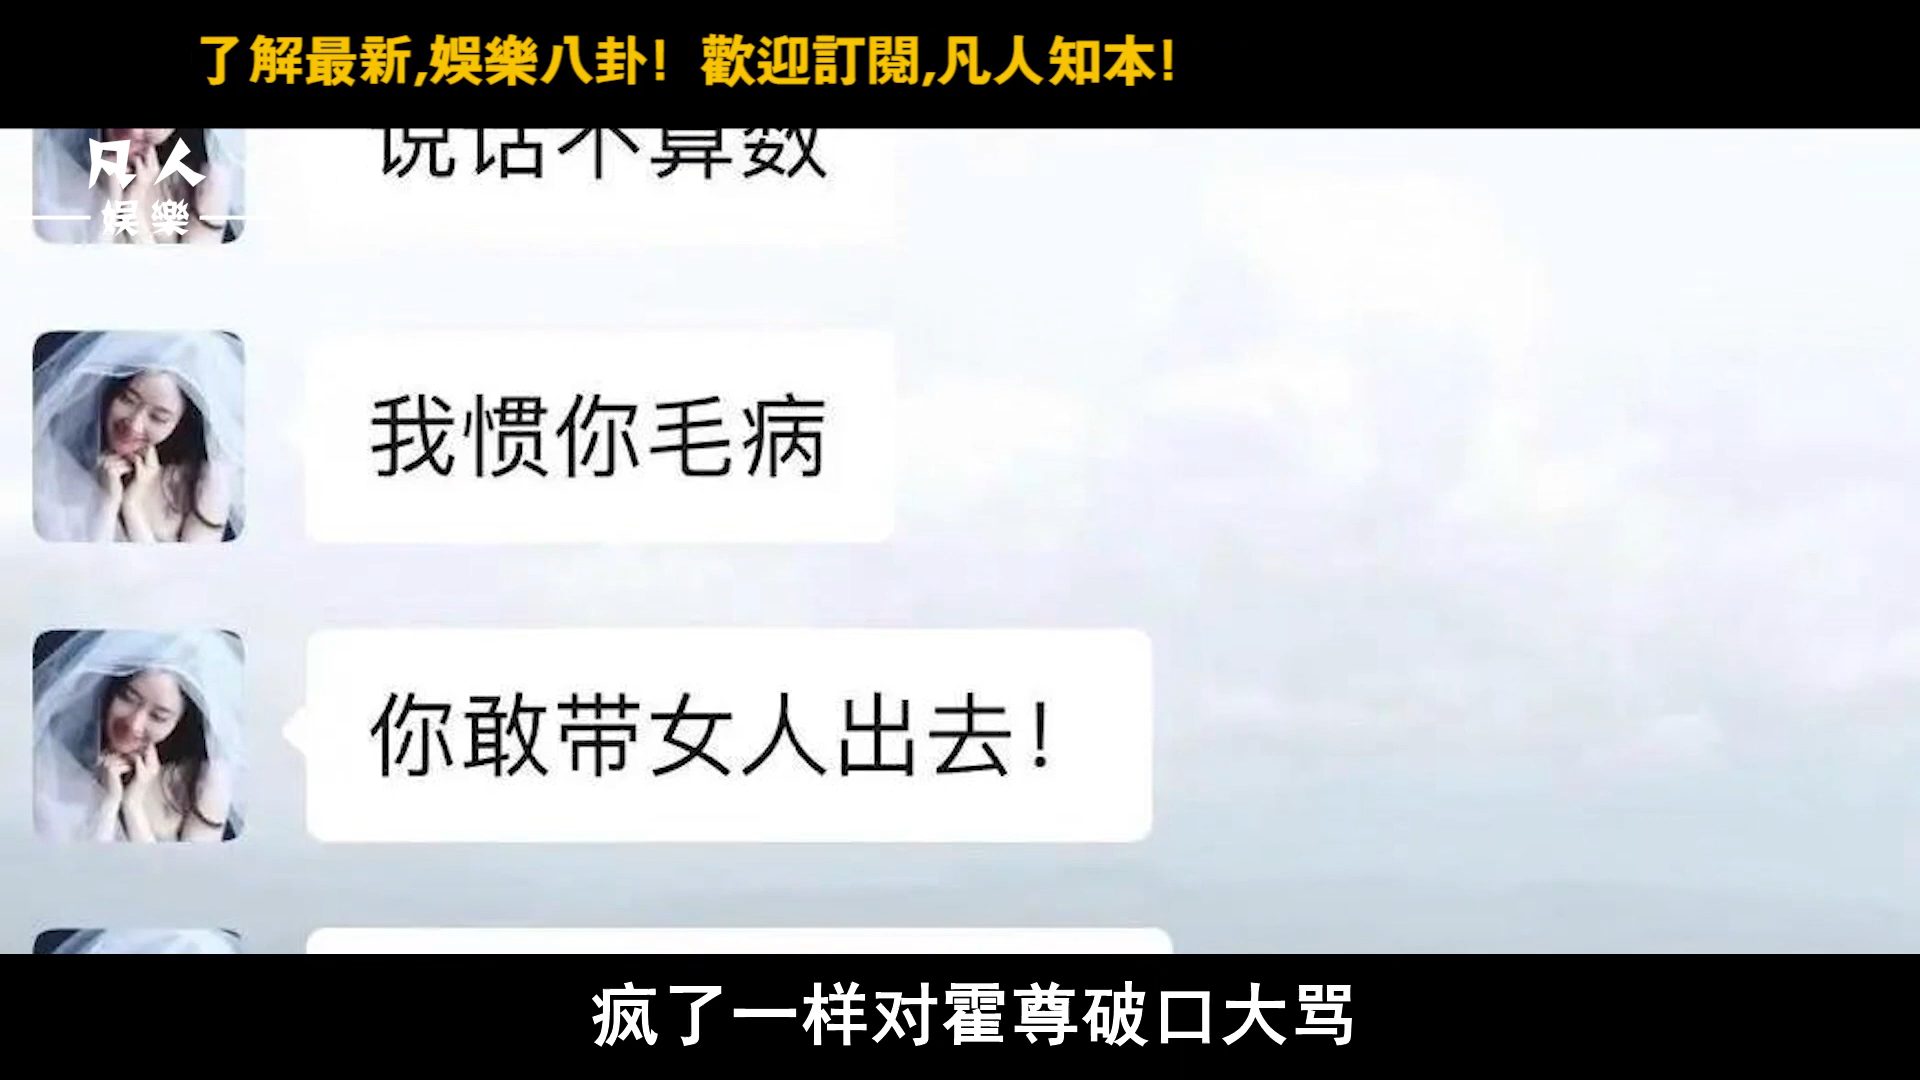 了解最新,娛樂八卦！歡迎訂閱,凡人知本！
说话不算数
凡人
娱樂
我惯你毛病
你敢带女人出去！
疯了一样对霍尊破口大骂